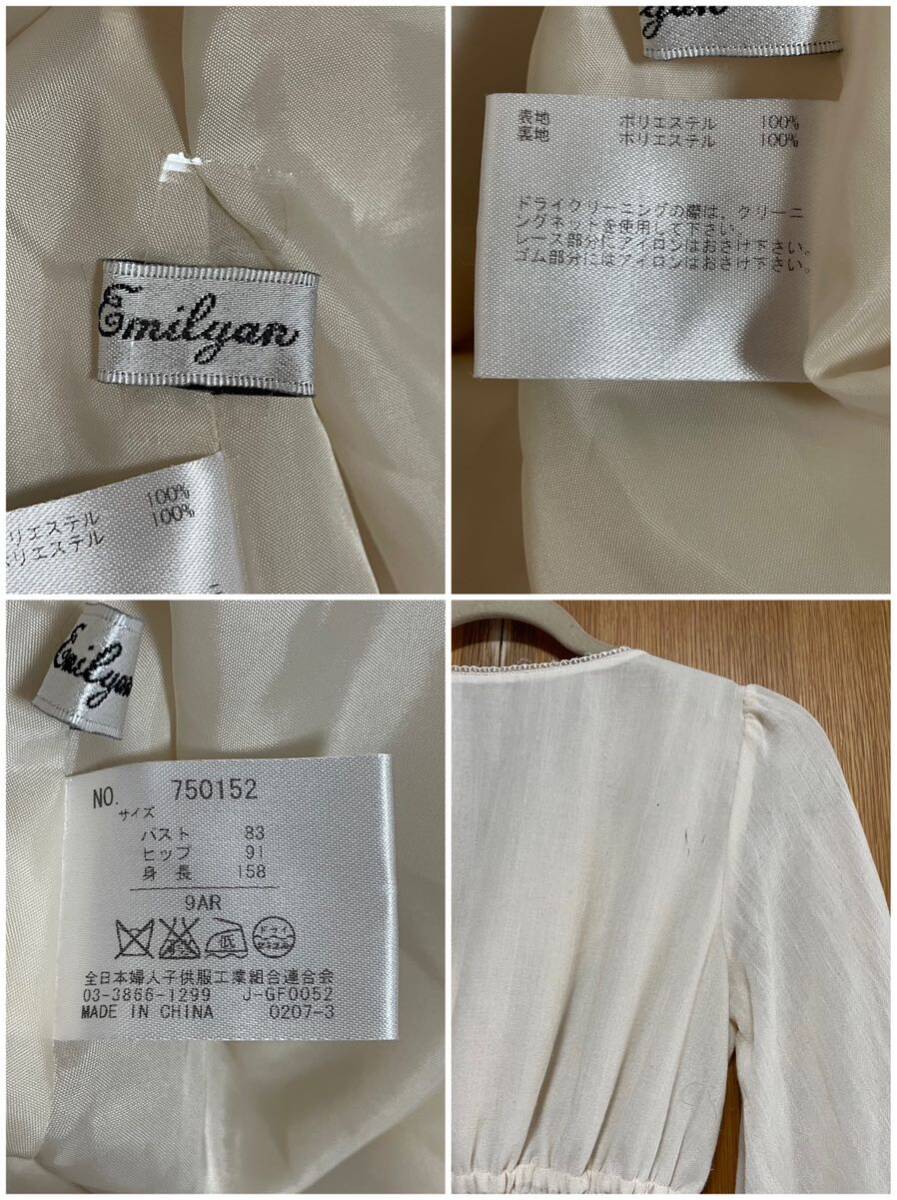 Emilyan
100%
リエステル 100%
リエステル
表地 ポリエステル 100%
裏地 ポリエステル 100%
ドライクリーニングの際は、クリーニ
ングネットを使用して下さい。
レース部分にアイロンはおさけ下さい。
ゴム部分にはアイロンはおさけ下さい。
Emilyan
NO. 750152
サイズ
バスト 83
ヒップ 91
身長 158
9AR
低
ドライ
全日本婦人子供服工業組合連合会
03-3866-1299 J-GF0052
MADE IN CHINA 0207-3